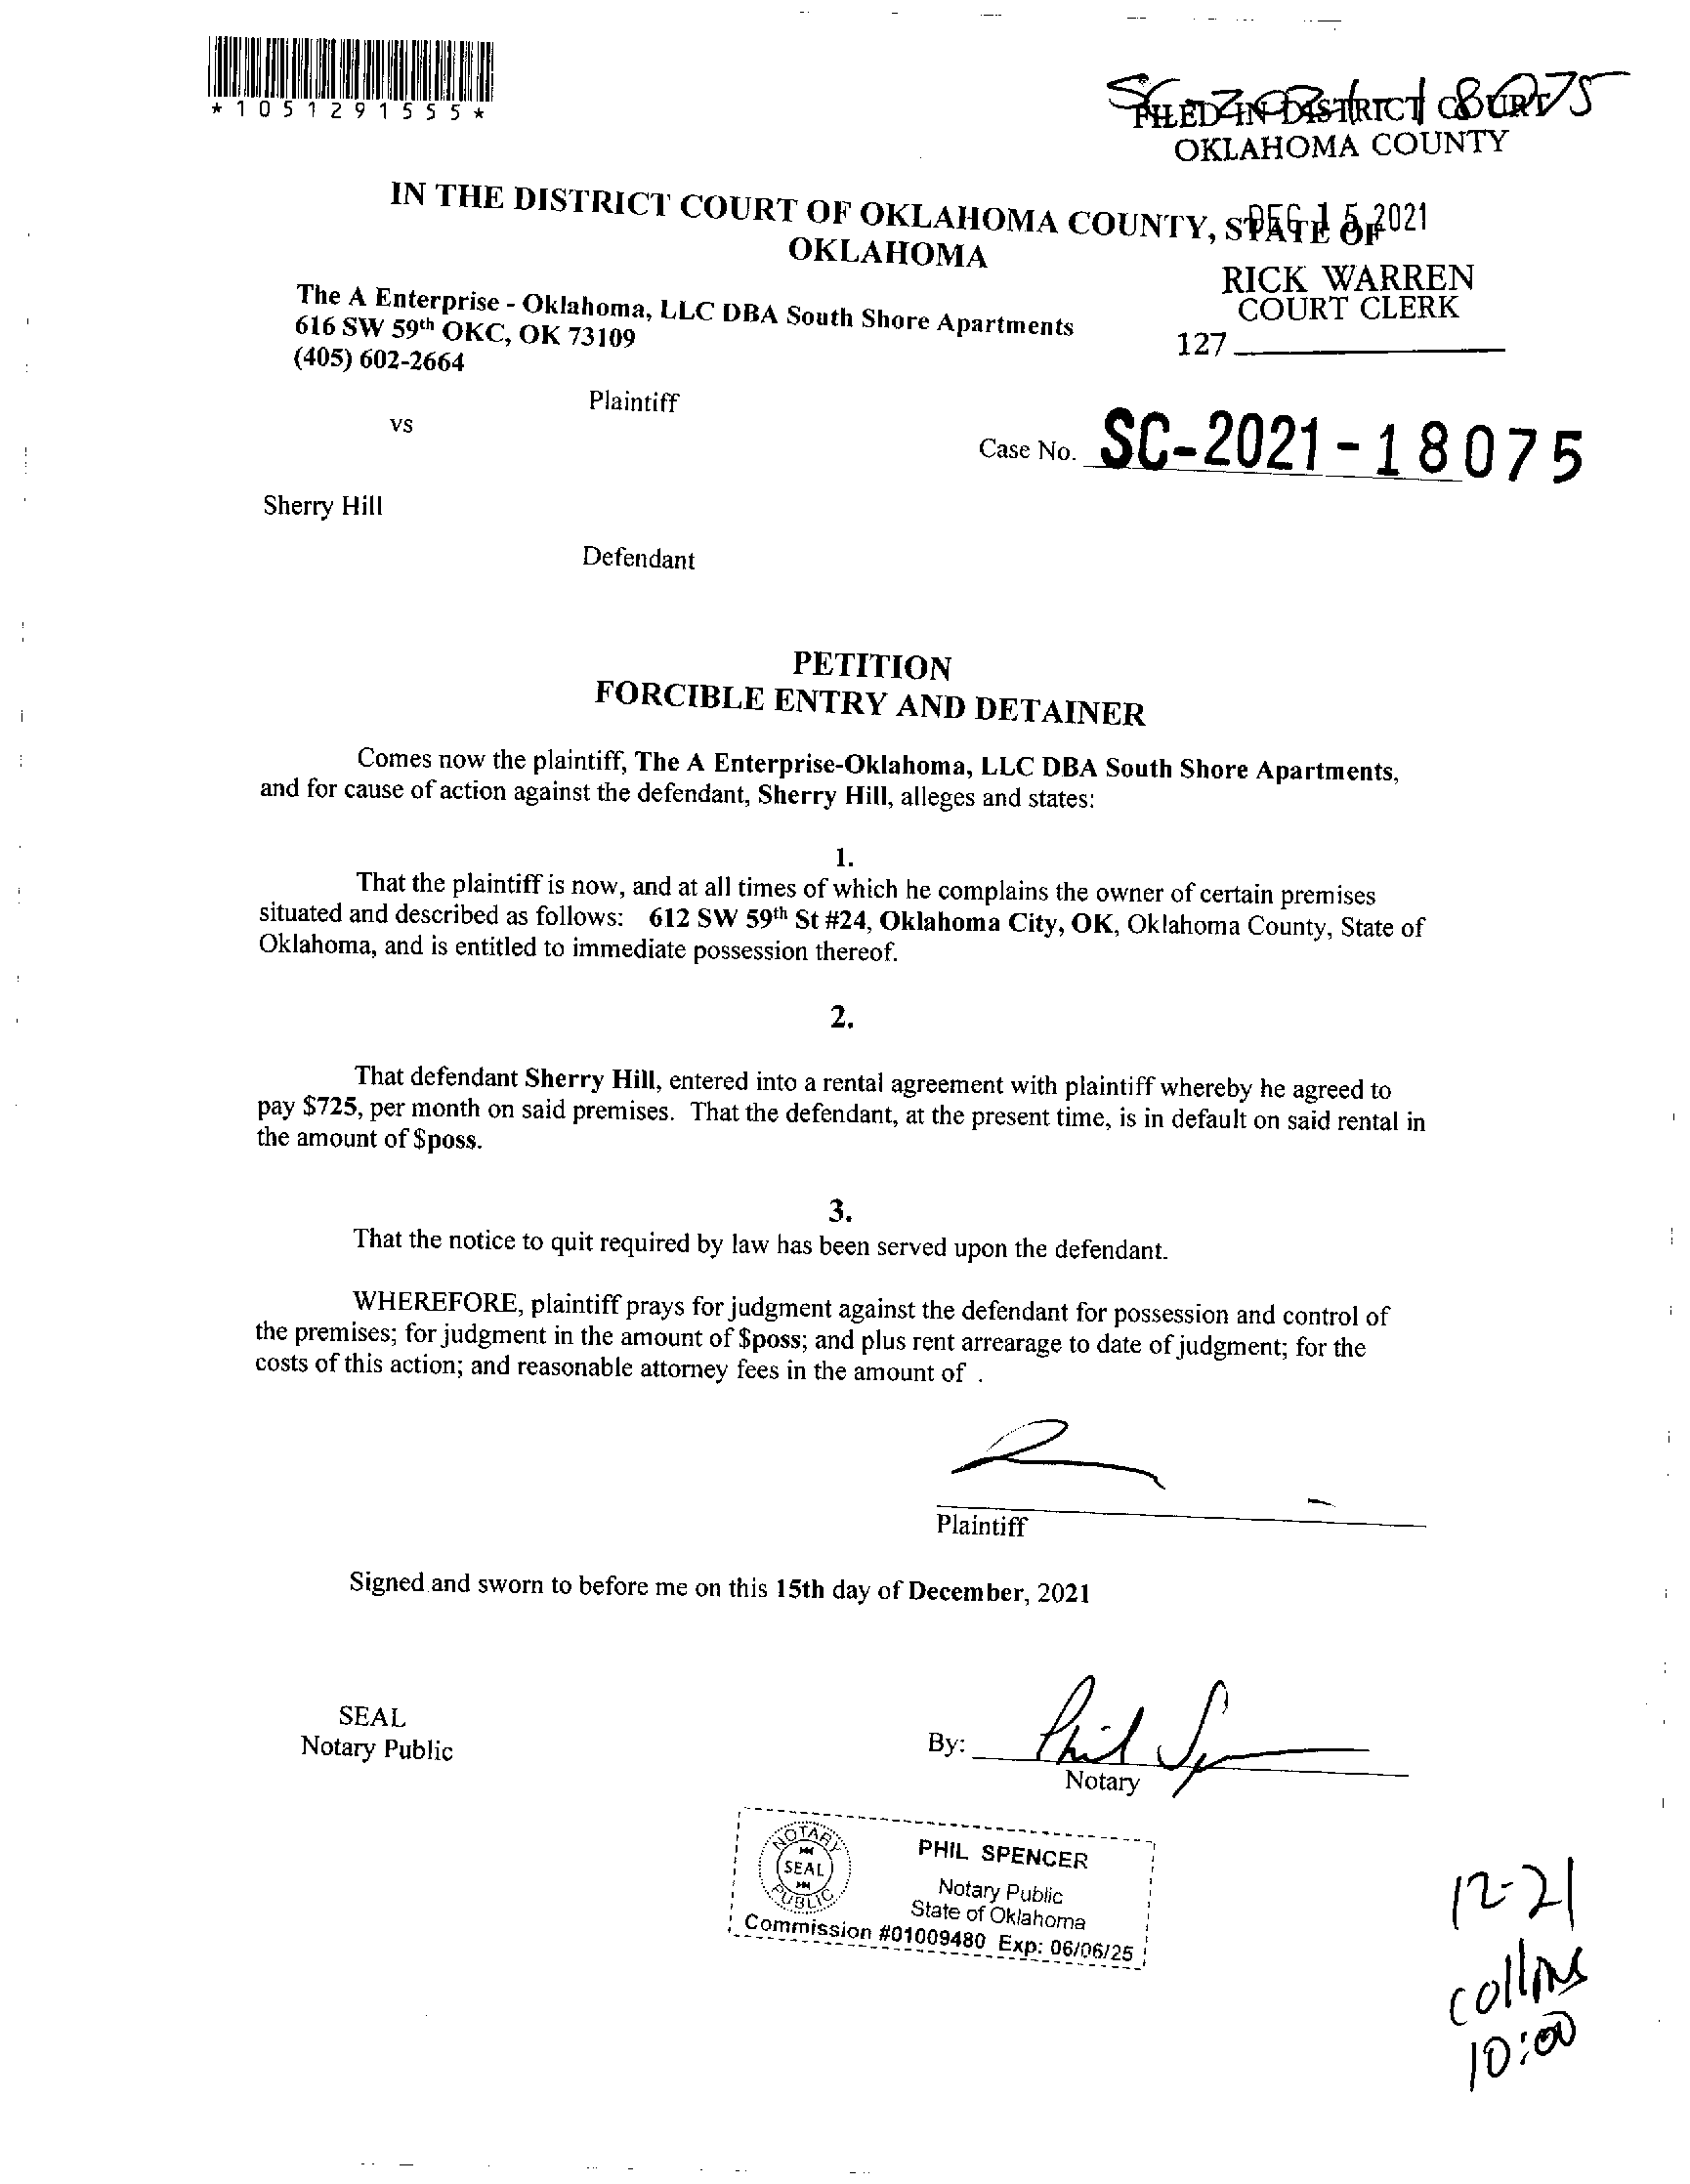 *1051291555*
SC-2021-18075
FILED IN DISTRICT COURT
OKLAHOMA COUNTY
IN THE DISTRICT COURT OF OKLAHOMA COUNTY, STATE OF
OKLAHOMA
DEC 15 2021
RICK WARREN
COURT CLERK
127
The A Enterprise - Oklahoma, LLC DBA South Shore Apartments
616 SW 59th OKC, OK 73109
(405) 602-2664
Plaintiff
vs
Case No. SC-2021-18075
Sherry Hill
Defendant
PETITION
FORCIBLE ENTRY AND DETAINER
Comes now the plaintiff, The A Enterprise-Oklahoma, LLC DBA South Shore Apartments,
and for cause of action against the defendant, Sherry Hill, alleges and states:
1.
That the plaintiff is now, and at all times of which he complains the owner of certain premises
situated and described as follows: 612 SW 59th St #24, Oklahoma City, OK, Oklahoma County, State of
Oklahoma, and is entitled to immediate possession thereof.
2.
That defendant Sherry Hill, entered into a rental agreement with plaintiff whereby he agreed to
pay $725, per month on said premises. That the defendant, at the present time, is in default on said rental in
the amount of $poss.
3.
That the notice to quit required by law has been served upon the defendant.
WHEREFORE, plaintiff prays for judgment against the defendant for possession and control of
the premises; for judgment in the amount of $poss; and plus rent arrearage to date of judgment; for the
costs of this action; and reasonable attorney fees in the amount of .
Plaintiff
Signed and sworn to before me on this 15th day of December, 2021
SEAL
Notary Public
By: Phil
Notary
NOTARY
SEAL
PUBLIC
PHIL SPENCER
Notary Public
State of Oklahoma
Commission #01009480 Exp: 06/06/25
12-21
collins
10:00